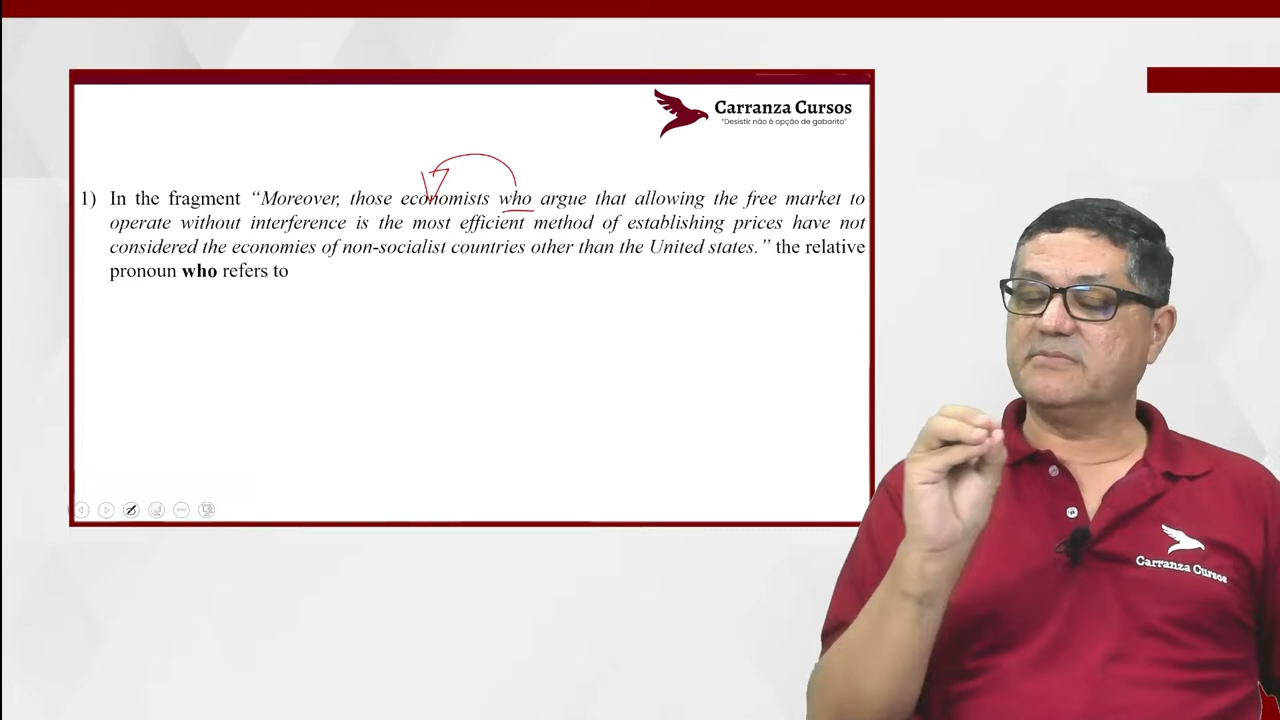 Carranza Cursos
"Desistir não é opção de gabarito"
1) In the fragment “Moreover, those economists who argue that allowing the free market to
operate without interference is the most efficient method of establishing prices have not
considered the economies of non-socialist countries other than the United states.” the relative
pronoun who refers to
Carranza Cursos